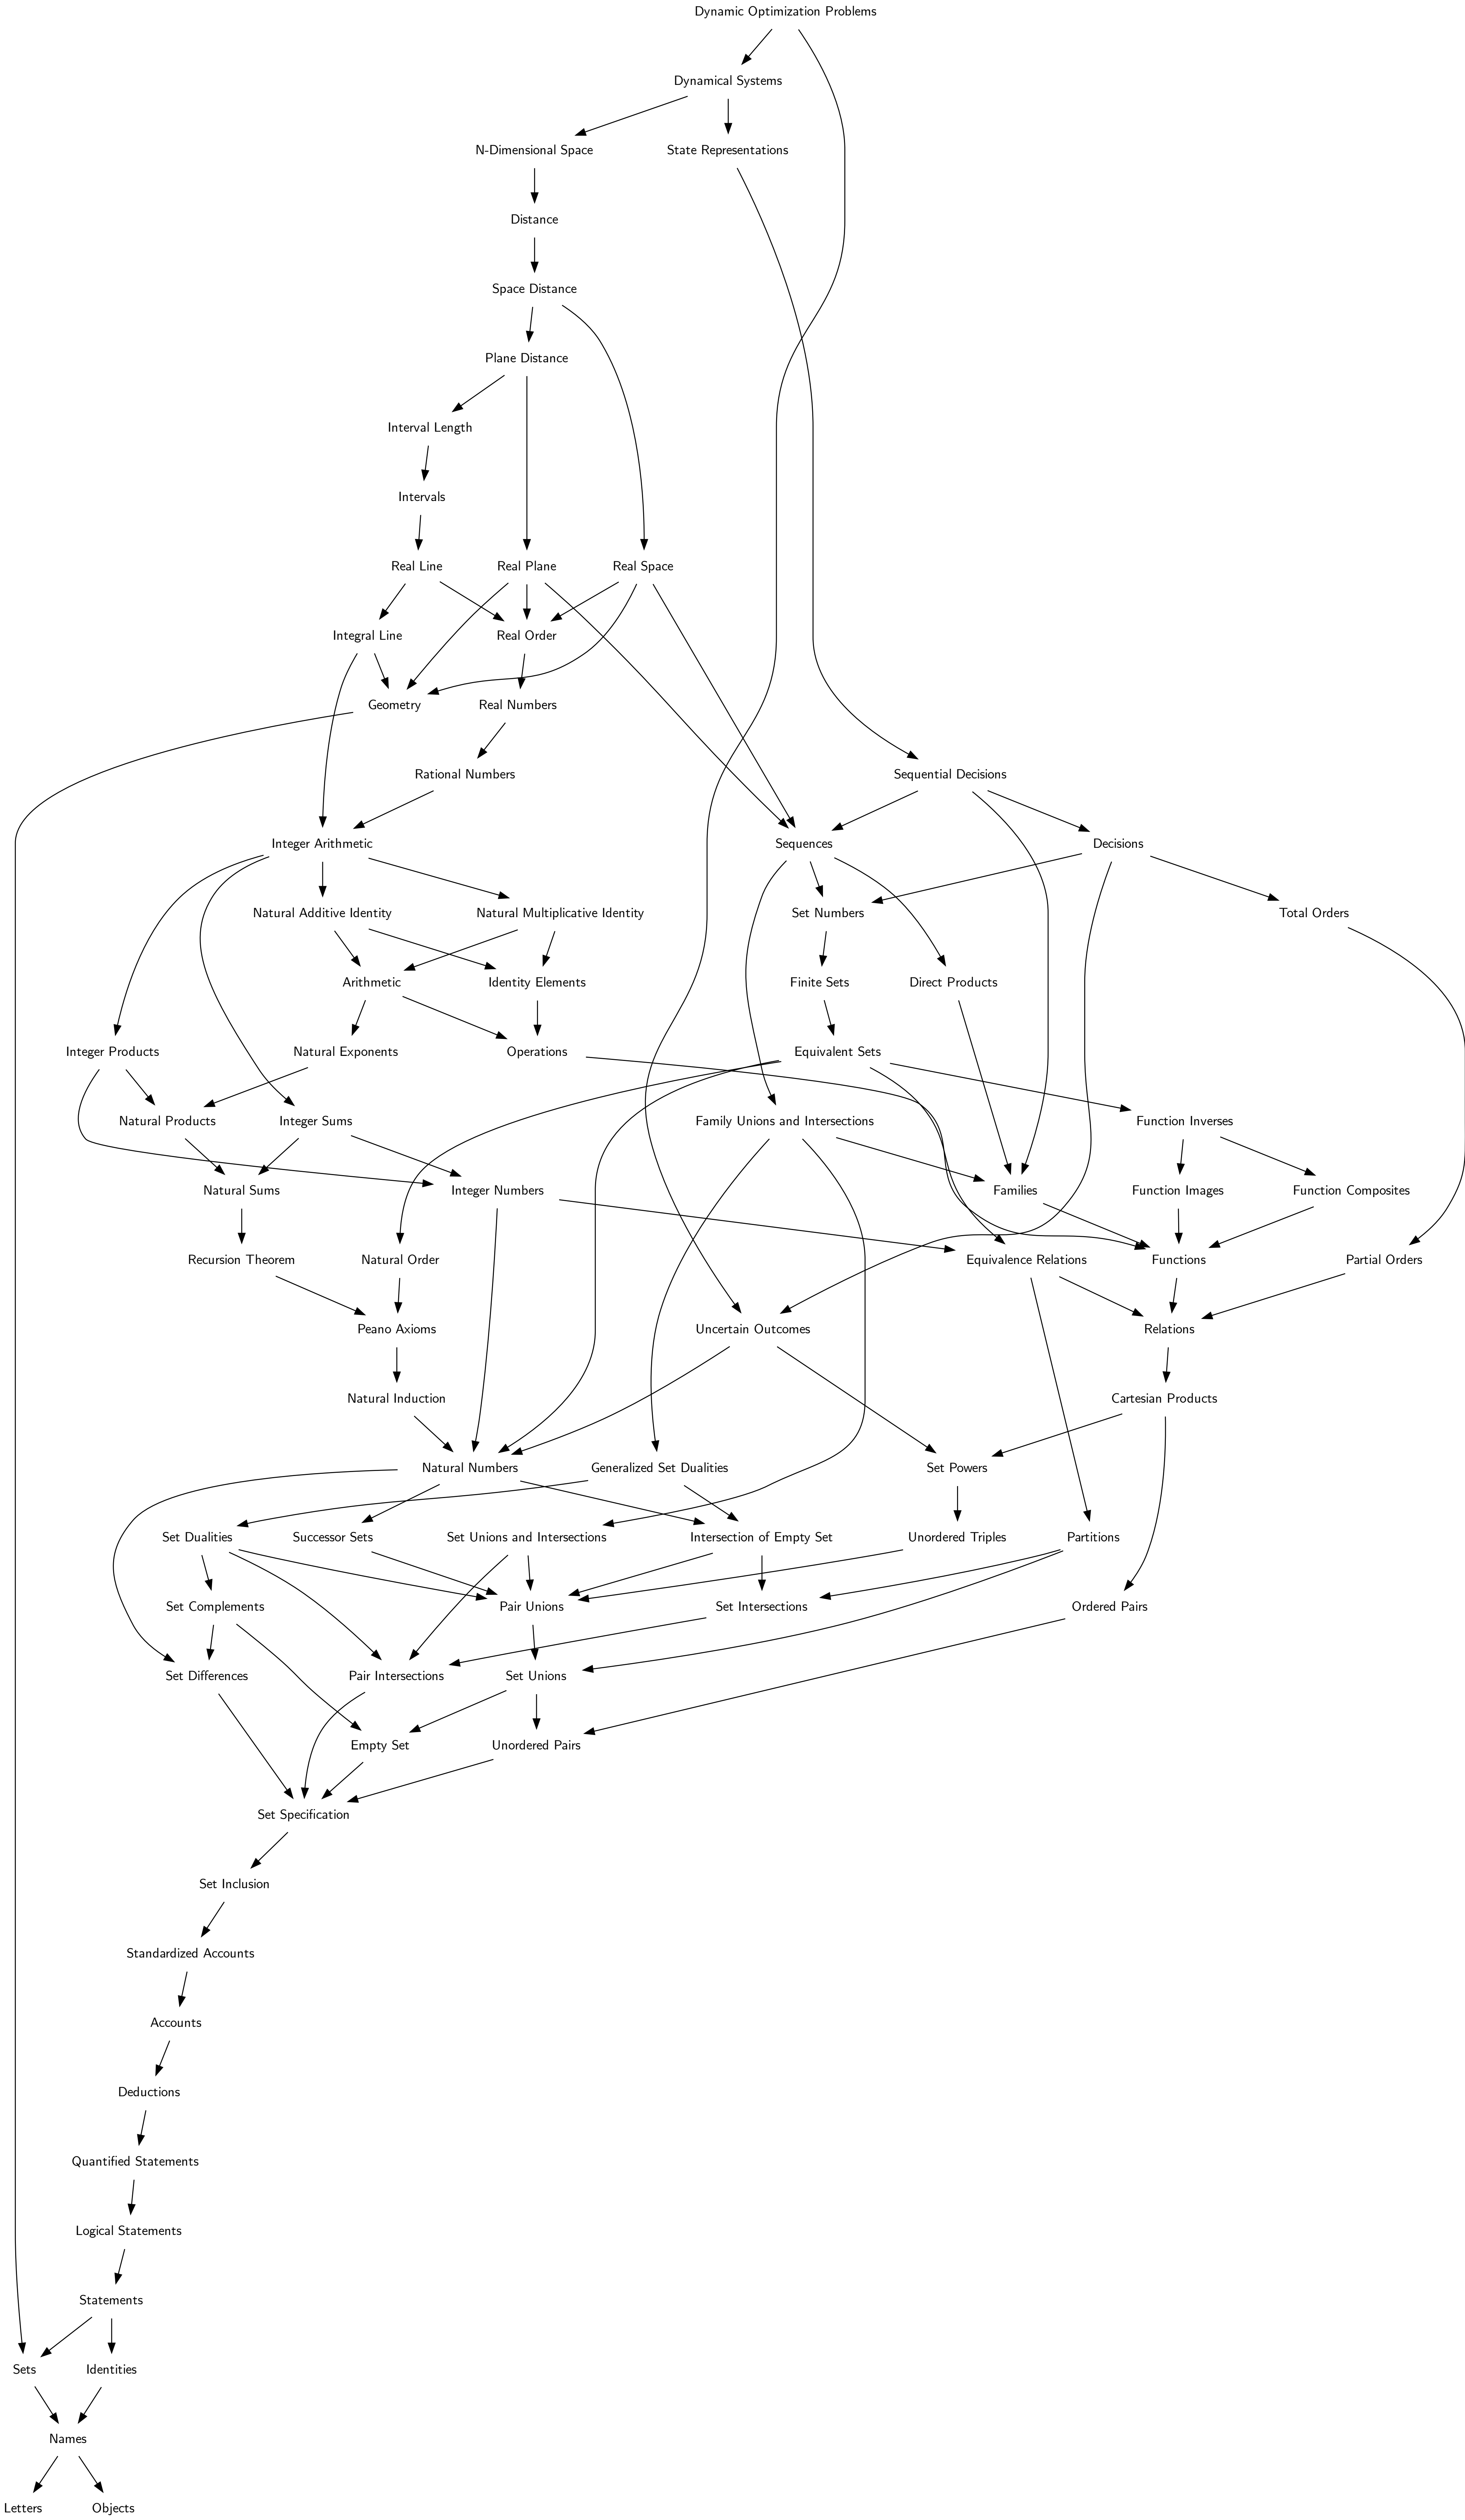 Dynamic Optimization Problems
Dynamical Systems
N-Dimensional Space
State Representations
Distance
Space Distance
Plane Distance
Interval Length
Intervals
Real Line
Real Plane
Real Space
Integral Line
Real Order
Geometry
Real Numbers
Rational Numbers
Sequential Decisions
Integer Arithmetic
Sequences
Decisions
Natural Additive Identity
Natural Multiplicative Identity
Set Numbers
Total Orders
Arithmetic
Identity Elements
Finite Sets
Direct Products
Integer Products
Natural Exponents
Operations
Equivalent Sets
Natural Products
Integer Sums
Family Unions and Intersections
Function Inverses
Natural Sums
Integer Numbers
Families
Function Images
Function Composites
Recursion Theorem
Natural Order
Equivalence Relations
Functions
Partial Orders
Peano Axioms
Uncertain Outcomes
Relations
Natural Induction
Cartesian Products
Natural Numbers
Generalized Set Dualities
Set Powers
Set Dualities
Successor Sets
Set Unions and Intersections
Intersection of Empty Set
Unordered Triples
Partitions
Set Complements
Pair Unions
Set Intersections
Ordered Pairs
Set Differences
Pair Intersections
Set Unions
Empty Set
Unordered Pairs
Set Specification
Set Inclusion
Standardized Accounts
Accounts
Deductions
Quantified Statements
Logical Statements
Statements
Sets
Identities
Names
Letters
Objects